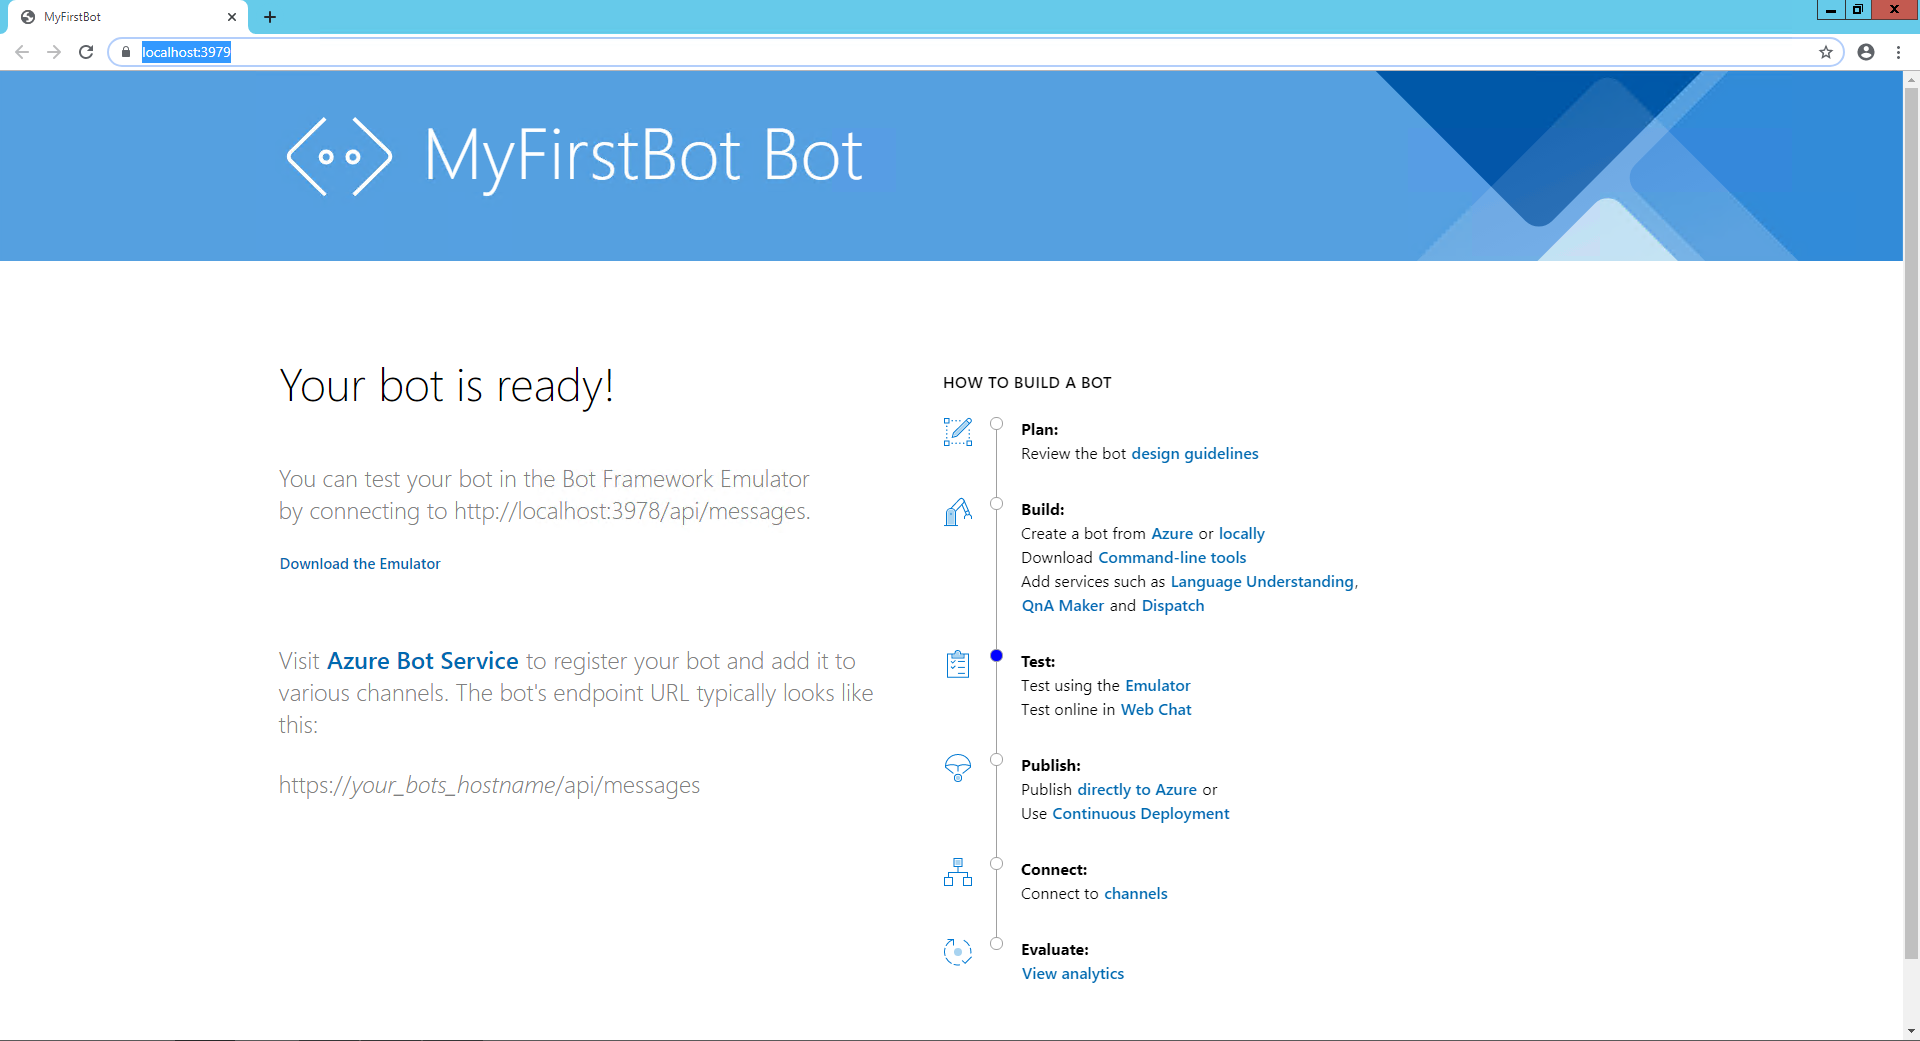 MyFirstBot
localhost:3979
MyFirstBot Bot
Your bot is ready!
You can test your bot in the Bot Framework Emulator
by connecting to http://localhost:3978/api/messages.
Download the Emulator
Visit Azure Bot Service to register your bot and add it to
various channels. The bot's endpoint URL typically looks like
this:
https://your_bots_hostname/api/messages
HOW TO BUILD A BOT
Plan:
Review the bot design guidelines
Build:
Create a bot from Azure or locally
Download Command-line tools
Add services such as Language Understanding,
QnA Maker and Dispatch
Test:
Test using the Emulator
Test online in Web Chat
Publish:
Publish directly to Azure or
Use Continuous Deployment
Connect:
Connect to channels
Evaluate:
View analytics